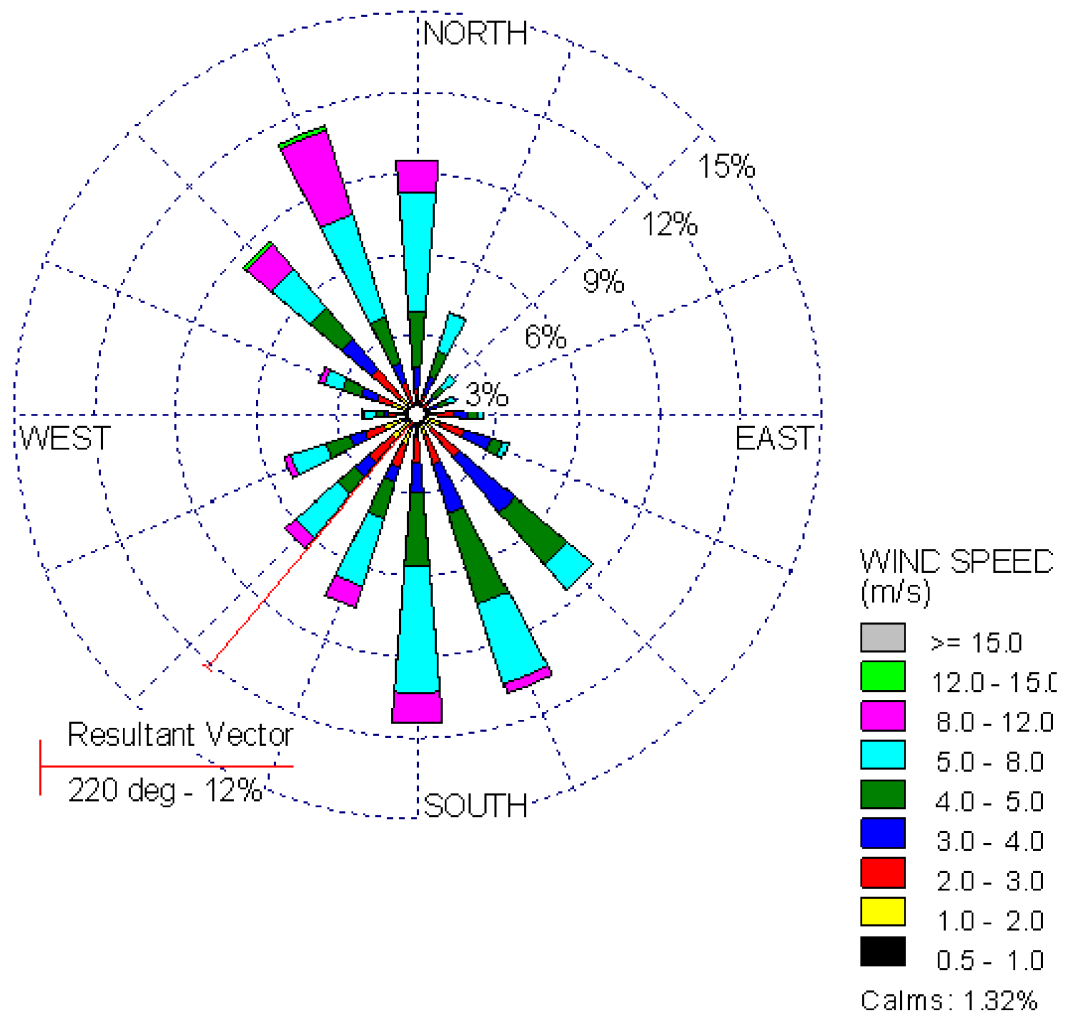 NORTH
15%
12%
9%
6%
3%
WEST
EAST
WIND SPEED
(m/s)
>= 15.0
12.0 - 15.0
8.0 - 12.0
5.0 - 8.0
4.0 - 5.0
3.0 - 4.0
2.0 - 3.0
1.0 - 2.0
0.5 - 1.0
Calms: 1.32%
Resultant Vector
220 deg - 12%
SOUTH